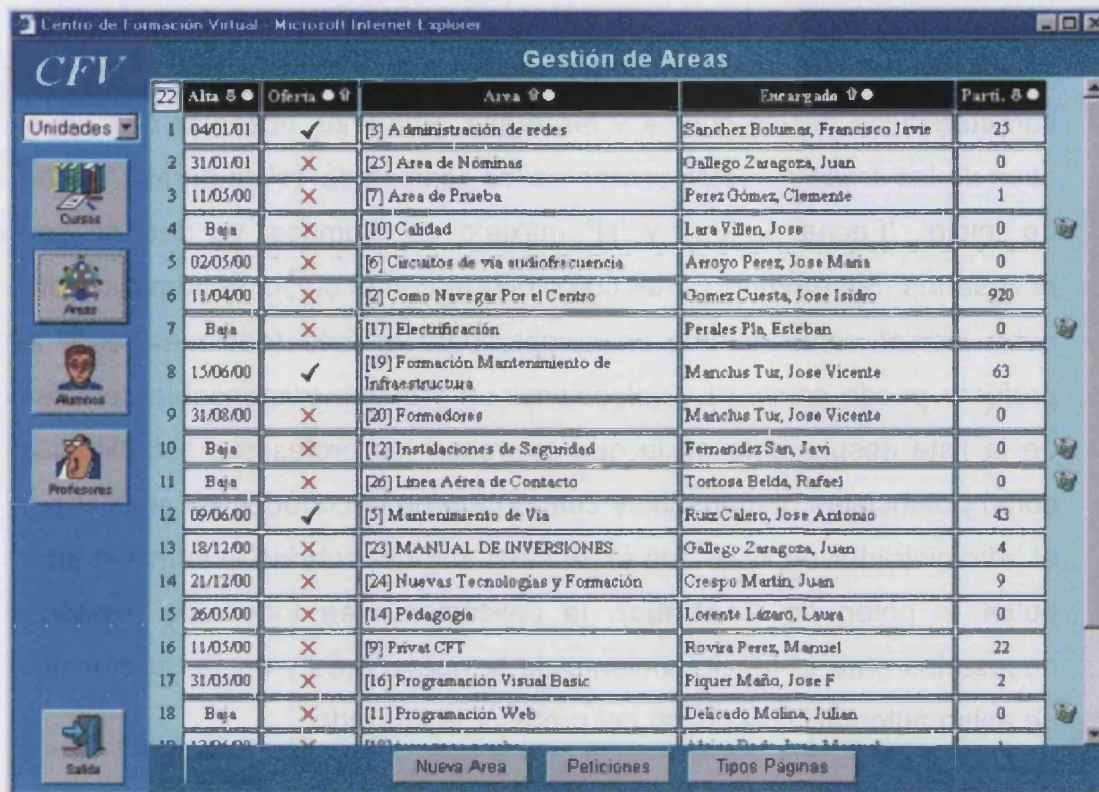 Centro de Formación Virtual - Microsoft Internet Explorer
CFV
Gestión de Areas
Unidades
Cursos
Areas
Alumnos
Profesores
Salida
22 Alta Oferta Area Encargado Parti.
1 04/01/01 [3] Administración de redes Sanchez Bolumar, Francisco Javie 25
2 31/01/01 [25] Area de Nóminas Gallego Zaragoza, Juan 0
3 11/05/00 [7] Area de Prueba Perez Gómez, Clemente 1
4 Baja [10] Calidad Lara Villen, Jose 0
5 02/05/00 [6] Circuitos de vía audiofrecuencia Arroyo Perez, Jose Maria 0
6 11/04/00 [2] Como Navegar Por el Centro Gomez Cuesta, Jose Isidro 920
7 Baja [17] Electrificación Perales Pla, Esteban 0
8 15/06/00 [19] Formación Mantenimiento de Infraestructura Manclus Tur, Jose Vicente 63
9 31/08/00 [20] Formadores Manclus Tur, Jose Vicente 0
10 Baja [12] Instalaciones de Seguridad Fernandez San, Javi 0
11 Baja [26] Línea Aérea de Contacto Tortosa Belda, Rafael 0
12 09/06/00 [5] Mantenimiento de Vía Ruiz Calero, Jose Antonio 43
13 18/12/00 [23] MANUAL DE INVERSIONES. Gallego Zaragoza, Juan 4
14 21/12/00 [24] Nuevas Tecnologías y Formación Crespo Martín, Juan 9
15 26/05/00 [14] Pedagogía Lorente Lázaro, Laura 0
16 11/05/00 [9] Privat CFT Rovira Perez, Manuel 22
17 31/05/00 [16] Programación Visual Basic Piquer Maño, Jose F 2
18 Baja [11] Programación Web Delicado Molina, Julian 0
Nueva Area Peticiones Tipos Páginas